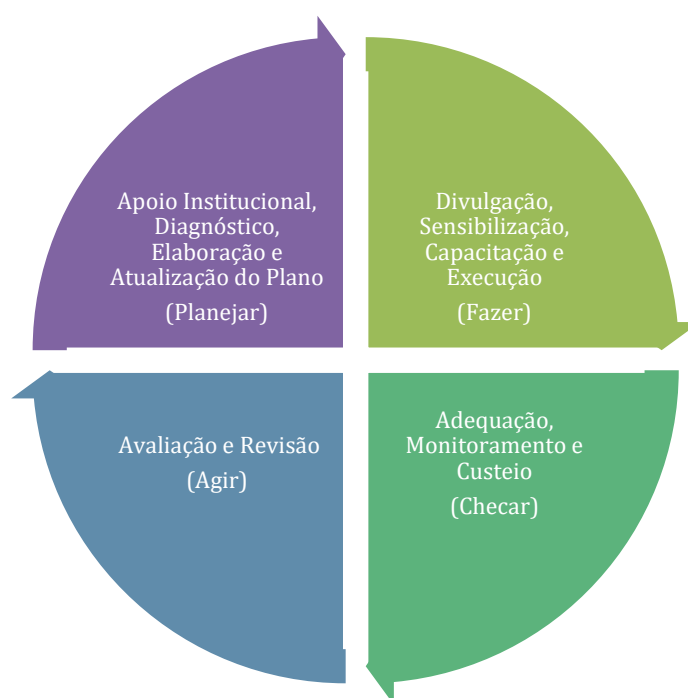 Apoio Institucional,
Diagnóstico,
Elaboração e
Atualização do Plano
(Planejar)
Divulgação,
Sensibilização,
Capacitação e
Execução
(Fazer)
Adequação,
Monitoramento e
Custeio
(Checar)
Avaliação e Revisão
(Agir)